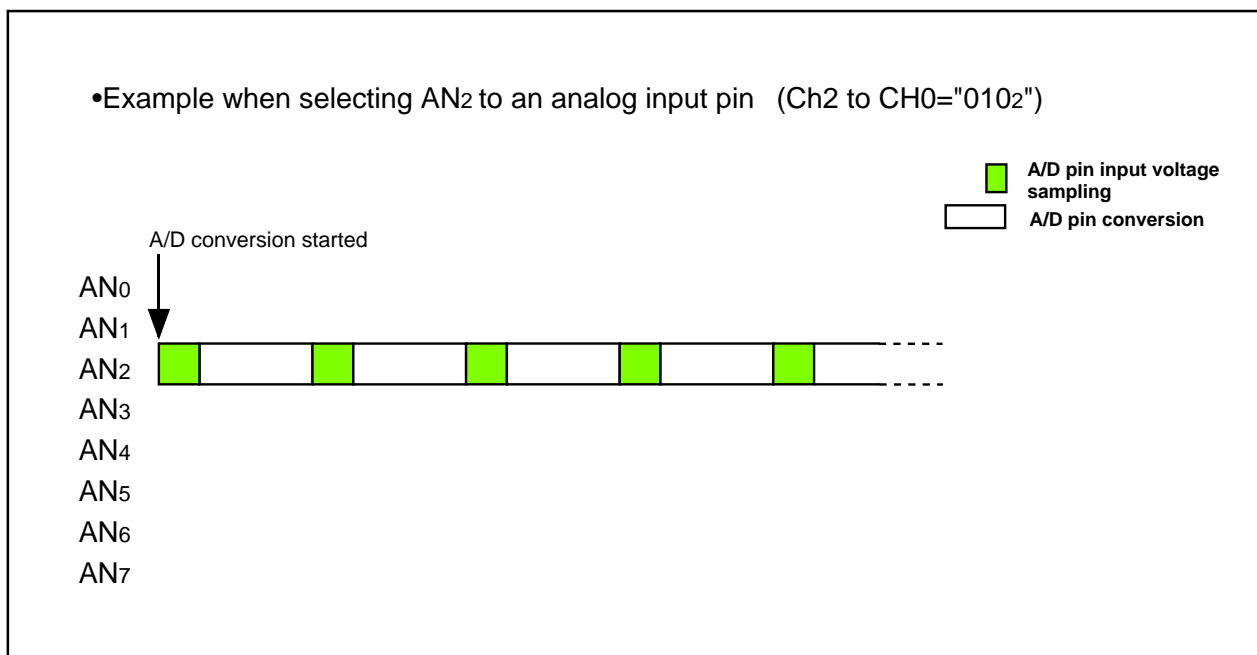 •Example when selecting AN2 to an analog input pin (Ch2 to CH0="0102")
A/D pin input voltage
sampling
A/D pin conversion
A/D conversion started
AN0
AN1
AN2
AN3
AN4
AN5
AN6
AN7